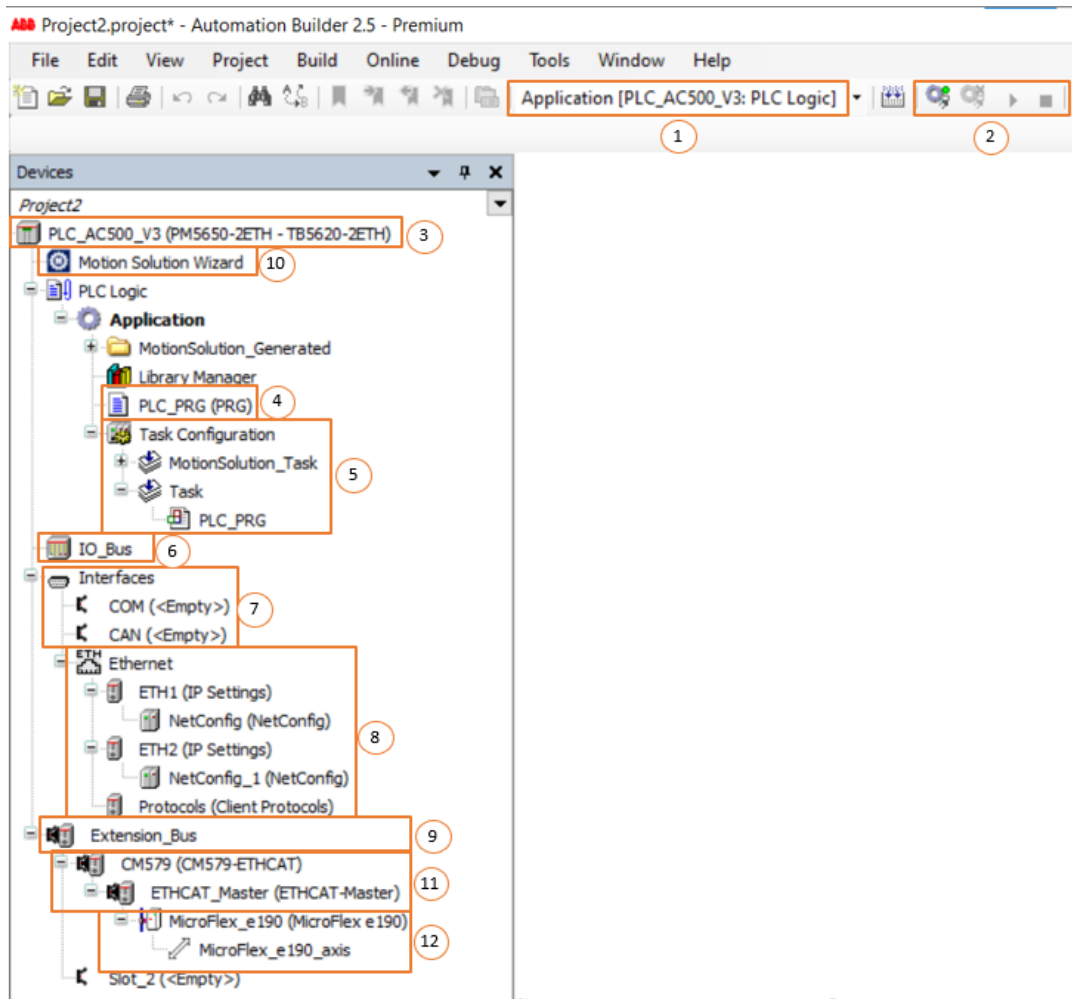 ABB Project2.project* - Automation Builder 2.5 - Premium
File Edit View Project Build Online Debug Tools Window Help
Application [PLC_AC500_V3: PLC Logic]
1
2
Devices
Project2
PLC_AC500_V3 (PM5650-2ETH - TB5620-2ETH)
3
Motion Solution Wizard
10
PLC Logic
Application
MotionSolution_Generated
Library Manager
PLC_PRG (PRG)
4
Task Configuration
MotionSolution_Task
5
Task
PLC_PRG
IO_Bus
6
Interfaces
COM (<Empty>)
7
CAN (<Empty>)
ETH Ethernet
ETH1 (IP Settings)
NetConfig (NetConfig)
8
ETH2 (IP Settings)
NetConfig_1 (NetConfig)
Protocols (Client Protocols)
Extension_Bus
9
CM579 (CM579-ETHCAT)
11
ETHCAT_Master (ETHCAT-Master)
MicroFlex_e190 (MicroFlex e190)
12
MicroFlex_e190_axis
Slot_2 (<Empty>)